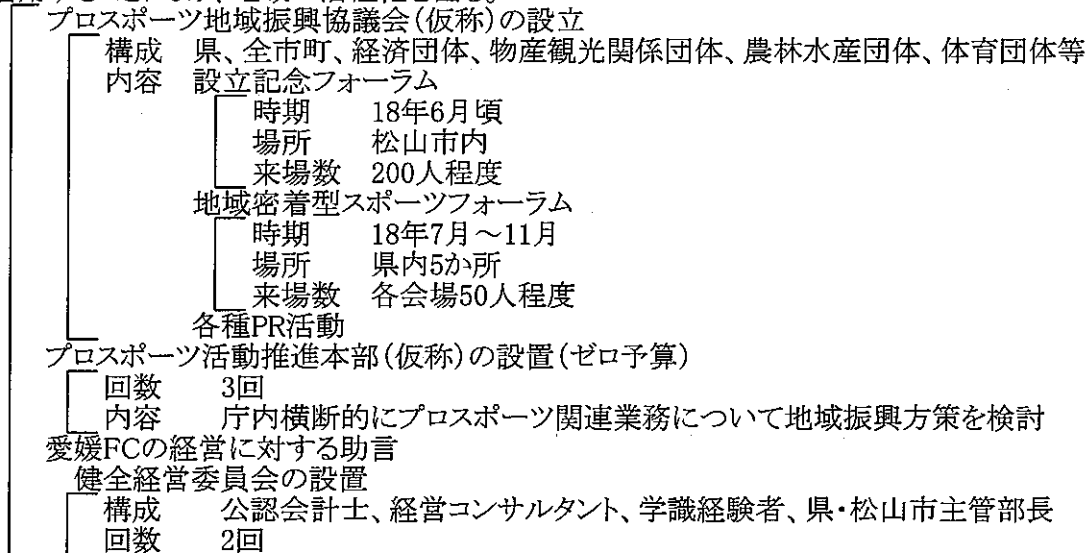 プロスポーツ地域振興協議会(仮称)の設立
構成 県、全市町、経済団体、物産観光関係団体、農林水産団体、体育団体等
内容 設立記念フォーラム
時期 18年6月頃
場所 松山市内
来場数 200人程度
地域密着型スポーツフォーラム
時期 18年7月~11月
場所 県内5か所
来場数 各会場50人程度
各種PR活動
プロスポーツ活動推進本部(仮称)の設置(ゼロ予算)
回数 3回
内容 庁内横断的にプロスポーツ関連業務について地域振興方策を検討
愛媛FCの経営に対する助言
健全経営委員会の設置
構成 公認会計士、経営コンサルタント、学識経験者、県・松山市主管部長
回数 2回